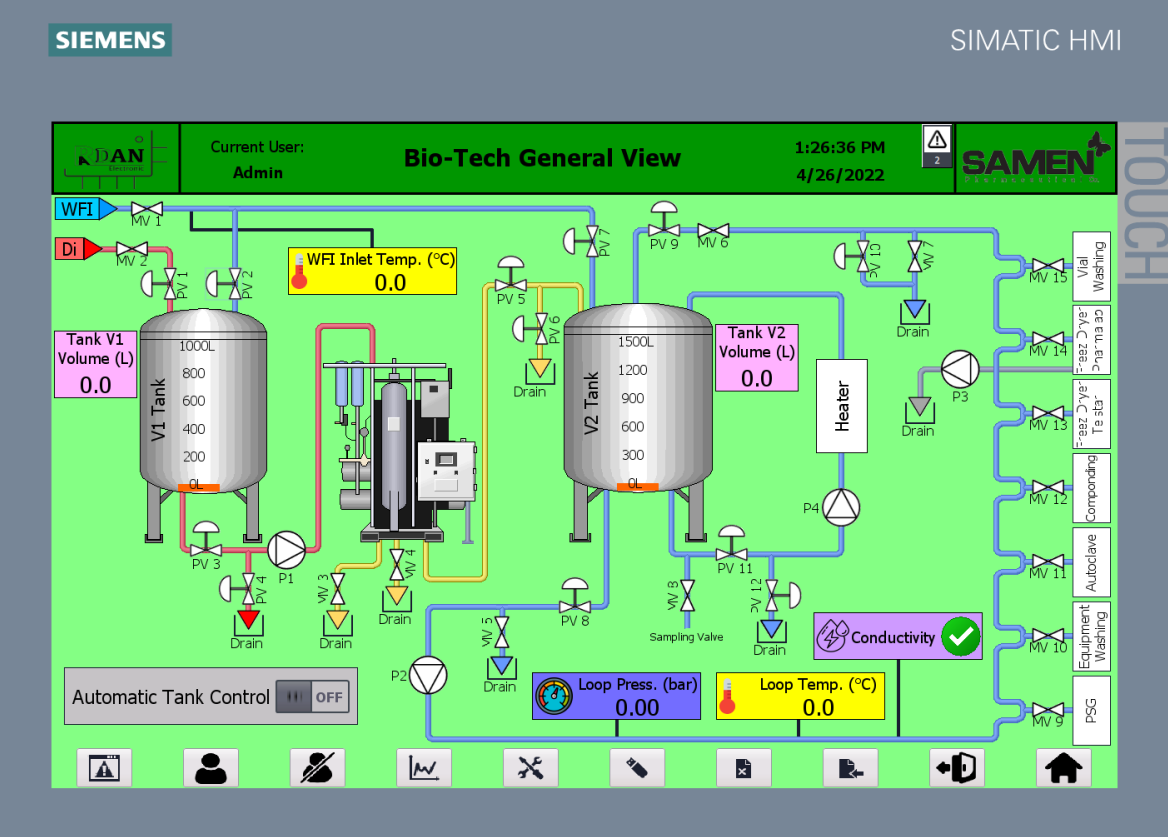 SIEMENS
SIMATIC HMI
TOUCH
RDAN
Electronic
Current User:
Admin
Bio-Tech General View
1:26:36 PM
4/26/2022
2
SAMEN
WFI
MV 1
Di
MV 2
PV 1
PV 2
WFI Inlet Temp. (°C)
0.0
PV 5
PV 6
Drain
PV 7
PV 9
MV 6
PV 10
MV 7
Drain
MV 15
Vial
Washing
Tank V1
Volume (L)
0.0
V1 Tank
1000L
800
600
400
200
0L
V2 Tank
1500L
1200
900
600
300
0L
Tank V2
Volume (L)
0.0
Heater
P3
Drain
MV 14
MV 13
MV 12
Componding
MV 11
Autoclave
MV 10
Equipment
Washing
MV 9
PSG
PV 3
P1
PV 4
Drain
MV 3
Drain
MV 4
Drain
P4
PV 11
MV 8
Sampling Valve
PV 12
Drain
PV 8
MV 5
Drain
P2
Conductivity
Automatic Tank Control
OFF
Loop Press. (bar)
0.00
Loop Temp. (°C)
0.0